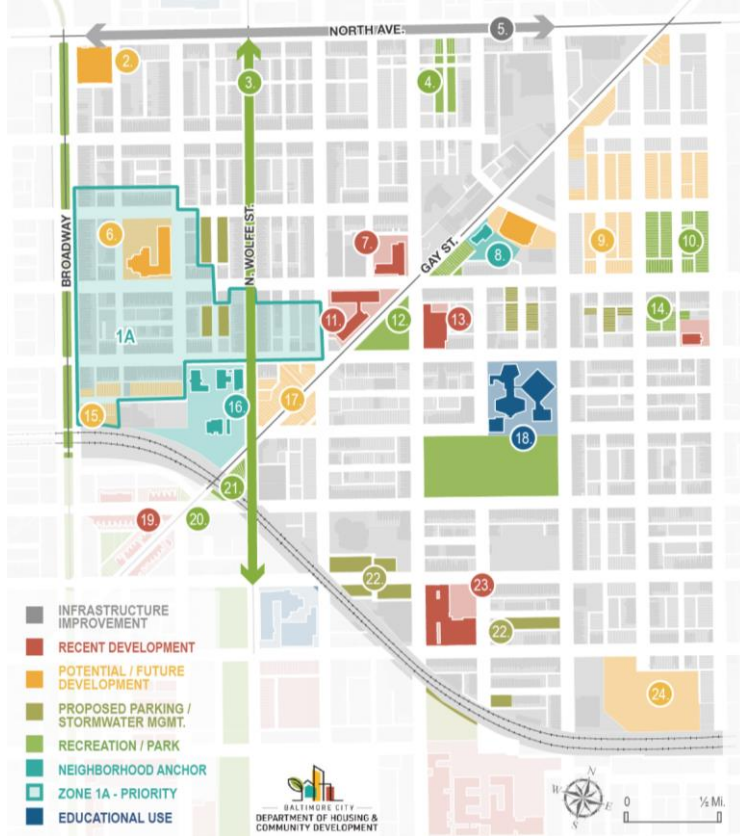 NORTH AVE.
5.
2.
3.
4.
BROADWAY
N. WOLFE ST.
GAY ST.
6.
7.
8.
9.
10.
1A
11.
12.
13.
14.
15.
16.
17.
18.
19.
20.
21.
22.
23.
22.
24.
INFRASTRUCTURE
IMPROVEMENT
RECENT DEVELOPMENT
POTENTIAL / FUTURE
DEVELOPMENT
PROPOSED PARKING /
STORMWATER MGMT.
RECREATION / PARK
NEIGHBORHOOD ANCHOR
ZONE 1A - PRIORITY
EDUCATIONAL USE
BALTIMORE CITY
DEPARTMENT OF HOUSING &
COMMUNITY DEVELOPMENT
N
W
E
S
0 ½ Mi.